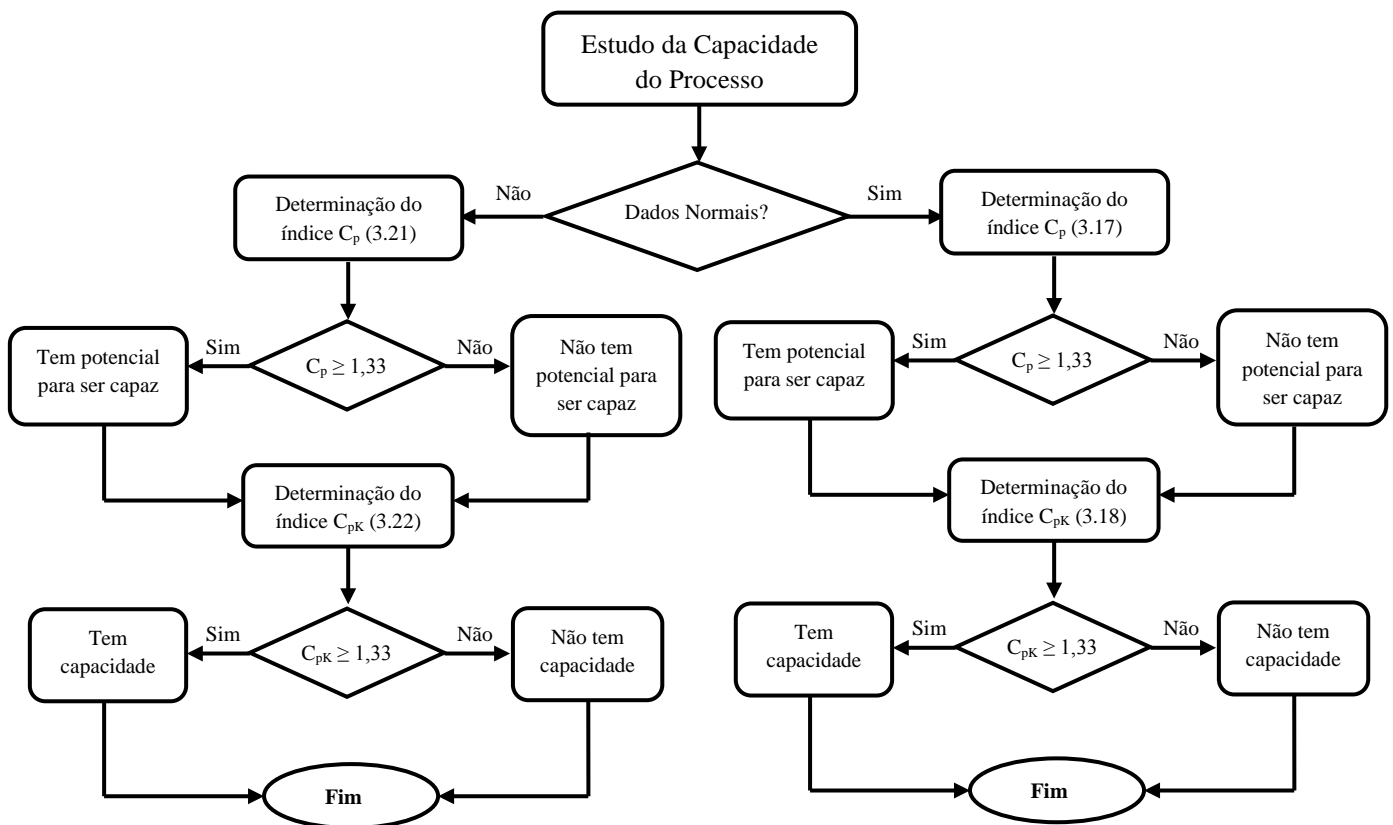 Estudo da Capacidade
do Processo
Dados Normais?
Não
Sim
Determinação do
índice Cp (3.21)
Cp ≥ 1,33
Sim
Não
Tem potencial
para ser capaz
Não tem
potencial para
ser capaz
Determinação do
índice CpK (3.22)
CpK ≥ 1,33
Sim
Não
Tem
capacidade
Não tem
capacidade
Fim
Determinação do
índice Cp (3.17)
Cp ≥ 1,33
Sim
Não
Tem potencial
para ser capaz
Não tem
potencial para
ser capaz
Determinação do
índice CpK (3.18)
CpK ≥ 1,33
Sim
Não
Tem
capacidade
Não tem
capacidade
Fim